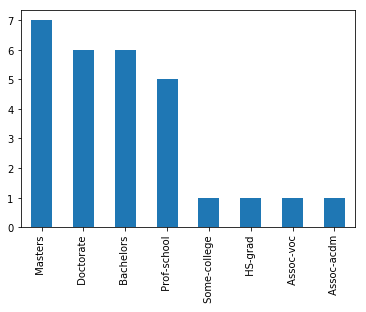 7
6
5
4
3
2
1
0
Masters
Doctorate
Bachelors
Prof-school
Some-college
HS-grad
Assoc-voc
Assoc-acdm